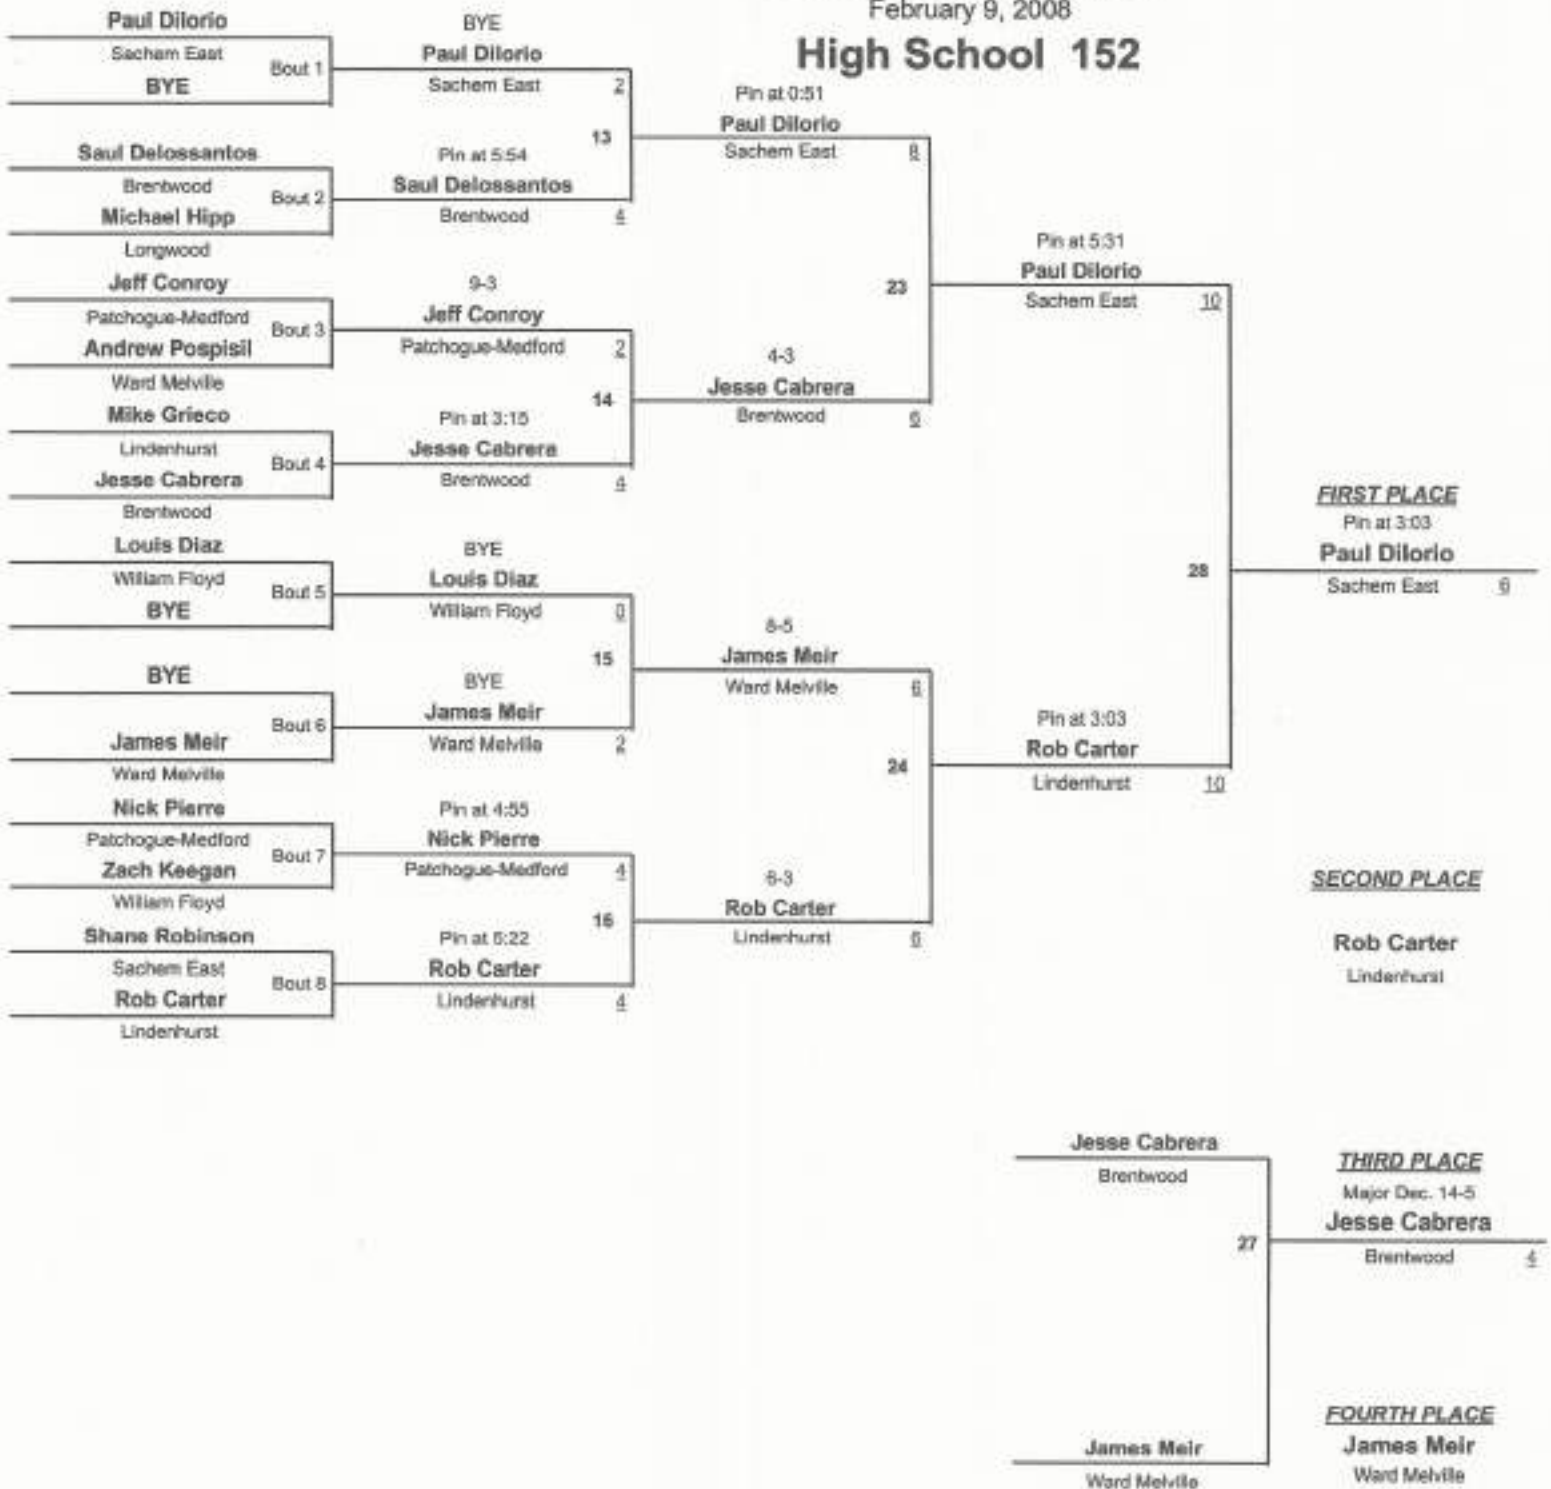 February 9, 2008
High School 152
Paul DiIorio
Sachem East
Bout 1
BYE
Saul Delossantos
Brentwood
Bout 2
Michael Hipp
Longwood
Jeff Conroy
Patchogue-Medford
Bout 3
Andrew Pospisil
Ward Melville
Mike Grieco
Lindenhurst
Bout 4
Jesse Cabrera
Brentwood
Louis Diaz
William Floyd
Bout 5
BYE
BYE
Bout 6
James Meir
Ward Melville
Nick Pierre
Patchogue-Medford
Bout 7
Zach Keegan
William Floyd
Shane Robinson
Sachem East
Bout 8
Rob Carter
Lindenhurst
BYE
Paul DiIorio
Sachem East 2
13
Pin at 5:54
Saul Delossantos
Brentwood 4
9-3
Jeff Conroy
Patchogue-Medford 2
14
Pin at 3:15
Jesse Cabrera
Brentwood 4
BYE
Louis Diaz
William Floyd 0
15
BYE
James Meir
Ward Melville 2
Pin at 4:55
Nick Pierre
Patchogue-Medford 4
16
Pin at 5:22
Rob Carter
Lindenhurst 4
Pin at 0:51
Paul DiIorio
Sachem East 8
23
4-3
Jesse Cabrera
Brentwood 6
8-5
James Meir
Ward Melville 6
24
6-3
Rob Carter
Lindenhurst 6
Pin at 5:31
Paul DiIorio
Sachem East 10
28
Pin at 3:03
Rob Carter
Lindenhurst 10
FIRST PLACE
Pin at 3:03
Paul DiIorio
Sachem East 6
SECOND PLACE
Rob Carter
Lindenhurst
Jesse Cabrera
Brentwood
27
James Meir
Ward Melville
THIRD PLACE
Major Dec. 14-5
Jesse Cabrera
Brentwood 4
FOURTH PLACE
James Meir
Ward Melville